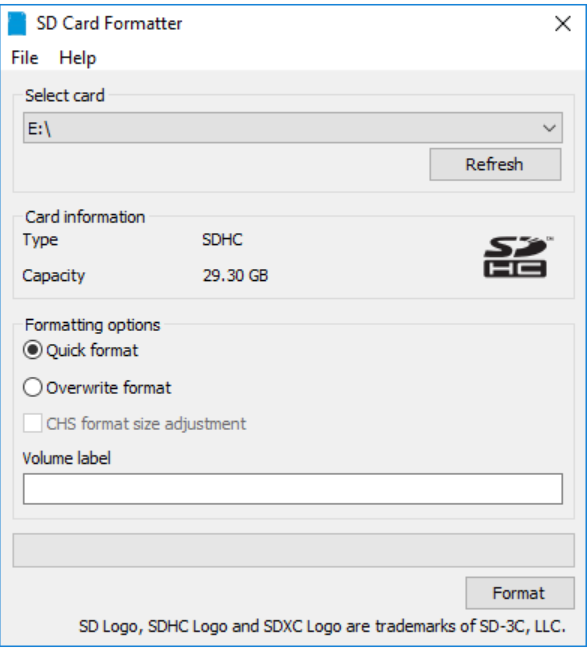 SD Card Formatter
File Help
Select card
E:\
Refresh
Card information
Type SDHC
SD™
HC
Capacity 29.30 GB
Formatting options
Quick format
Overwrite format
CHS format size adjustment
Volume label
Format
SD Logo, SDHC Logo and SDXC Logo are trademarks of SD-3C, LLC.